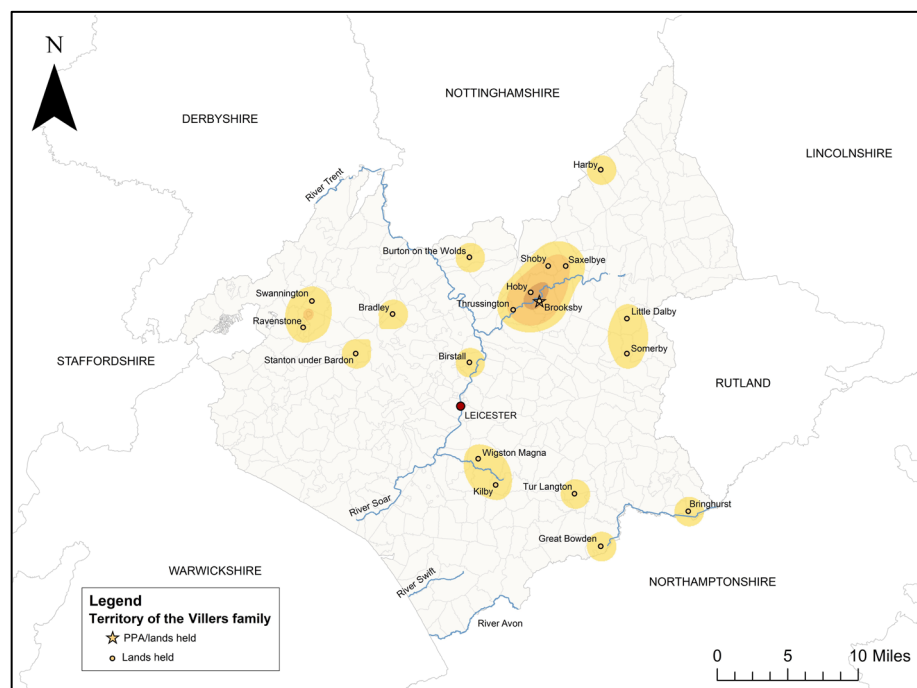 N
NOTTINGHAMSHIRE
DERBYSHIRE
LINCOLNSHIRE
Harby
River Trent
Burton on the Wolds
Shoby
Saxelbye
Hoby
Swannington
Bradley
Thrussington
Brooksby
Little Dalby
Ravenstone
Stanton under Bardon
Birstall
Somerby
STAFFORDSHIRE
RUTLAND
LEICESTER
Wigston Magna
Kilby
Tur Langton
River Soar
Bringhurst
Great Bowden
WARWICKSHIRE
River Swift
NORTHAMPTONSHIRE
River Avon
Legend
Territory of the Villers family
PPA/lands held
Lands held
0 5 10 Miles